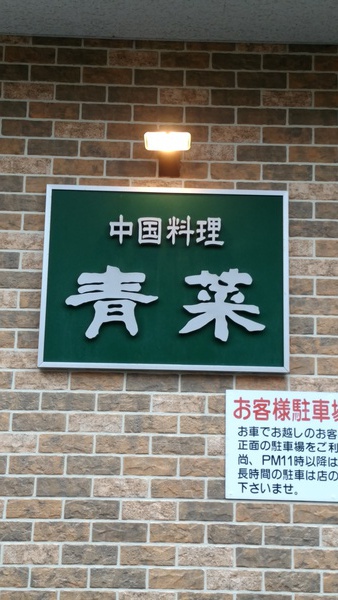 中国料理
青菜
お客様駐車場
お車でお越しのお客
正面の駐車場をご利
尚、PM11時以降は
長時間の駐車は店の
下さいませ。